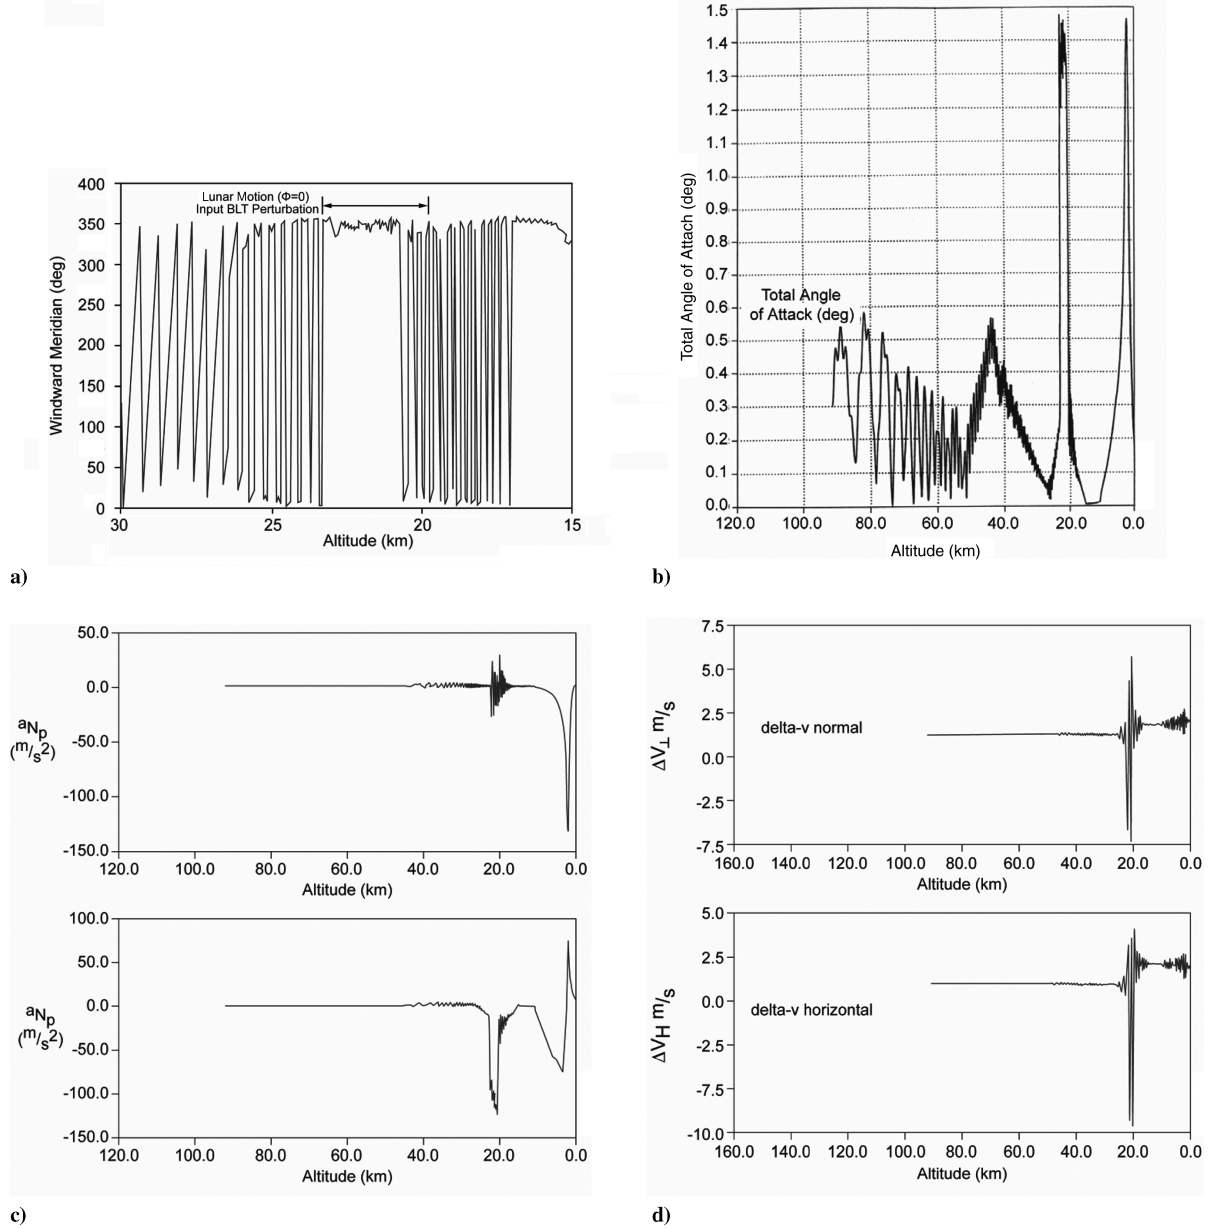 400
350
300
250
200
150
100
50
0
Windward Meridian (deg)
Lunar Motion (Φ=0)
Input BLT Perturbation
30 25 20 15
Altitude (km)
a)
1.5
1.4
1.3
1.2
1.1
1.0
0.9
0.8
0.7
0.6
0.5
0.4
0.3
0.2
0.1
0.0
Total Angle of Attach (deg)
Total Angle
of Attack (deg)
120.0 100.0 80.0 60.0 40.0 20.0 0.0
Altitude (km)
b)
50.0
0.0
-50.0
-100.0
-150.0
aNp
(m/s2)
120.0 100.0 80.0 60.0 40.0 20.0 0.0
Altitude (km)
100.0
50.0
0.0
-50.0
-100.0
-150.0
aNp
(m/s2)
120.0 100.0 80.0 60.0 40.0 20.0 0.0
Altitude (km)
c)
7.5
5.0
2.5
0.0
-2.5
-5.0
-7.5
ΔV⊥ m/s
delta-v normal
160.0 140.0 120.0 100.0 80.0 60.0 40.0 20.0 0.0
Altitude (km)
5.0
2.5
0.0
-2.5
-5.0
-7.5
-10.0
ΔVH m/s
delta-v horizontal
160.0 140.0 120.0 100.0 80.0 60.0 40.0 20.0 0.0
Altitude (km)
d)